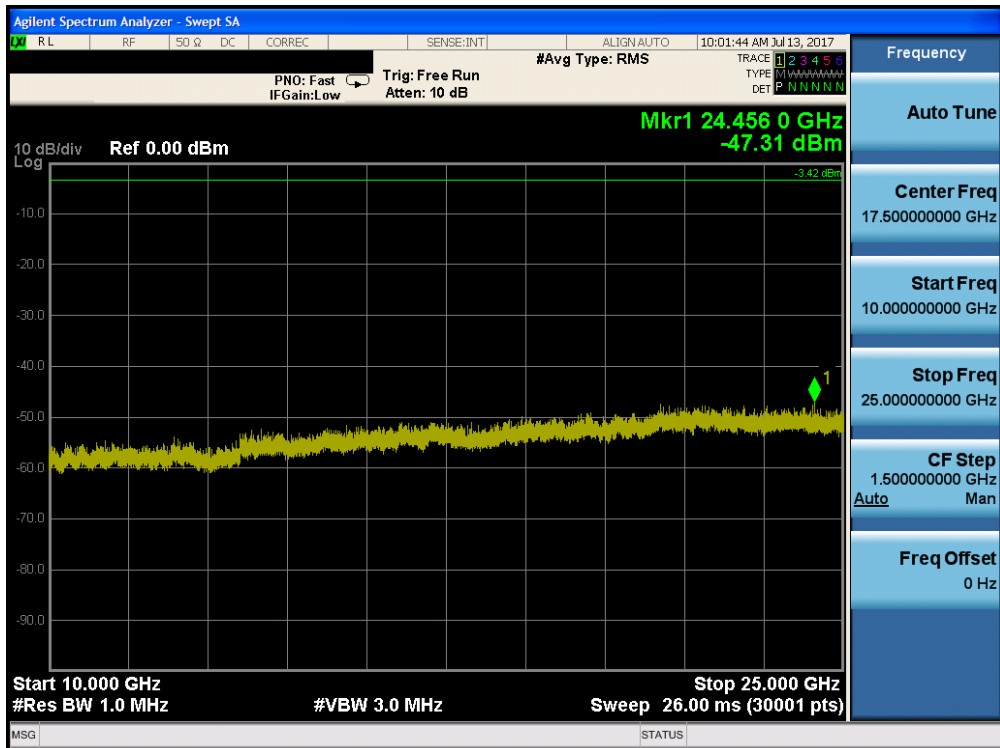 Agilent Spectrum Analyzer - Swept SA
LXI RL RF 50 Ω DC CORREC SENSE:INT ALIGN AUTO 10:01:44 AM Jul 13, 2017
#Avg Type: RMS
TRACE 1 2 3 4 5 6
TYPE M WWWWW
DET P N N N N N
PNO: Fast
IFGain:Low
Trig: Free Run
Atten: 10 dB
Mkr1 24.456 0 GHz
-47.31 dBm
10 dB/div
Log
Ref 0.00 dBm
-3.42 dBm
-10.0
-20.0
-30.0
-40.0
1
-50.0
-60.0
-70.0
-80.0
-90.0
Start 10.000 GHz
#Res BW 1.0 MHz
#VBW 3.0 MHz
Stop 25.000 GHz
Sweep 26.00 ms (30001 pts)
MSG
STATUS
Frequency
Auto Tune
Center Freq
17.500000000 GHz
Start Freq
10.000000000 GHz
Stop Freq
25.000000000 GHz
CF Step
1.500000000 GHz
Auto Man
Freq Offset
0 Hz